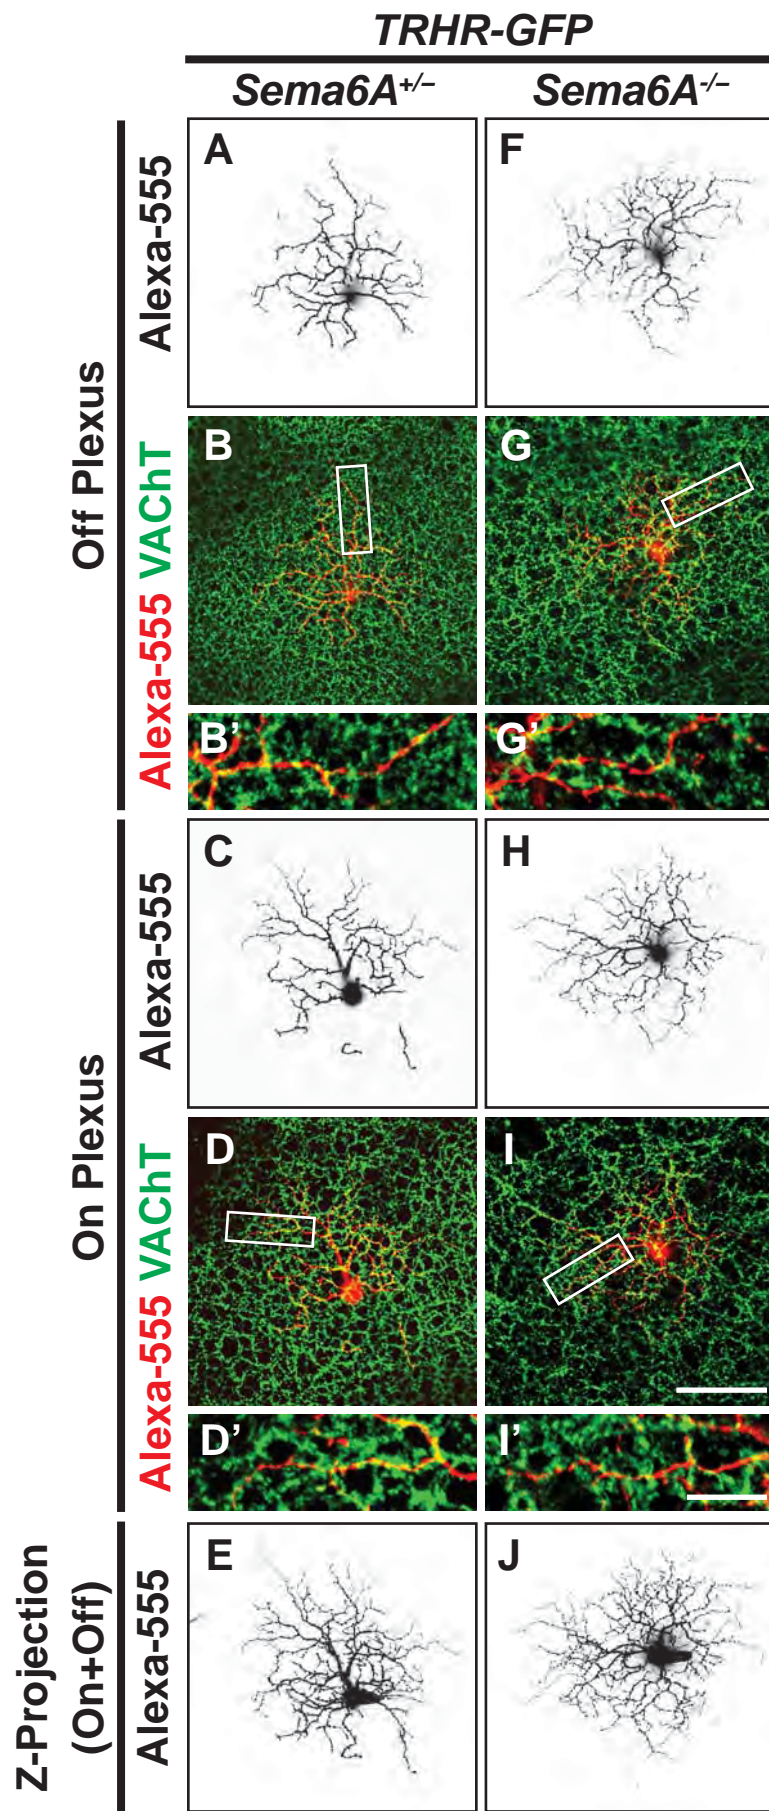 TRHR-GFP
Sema6A+/–
Sema6A-/–
Off Plexus
Alexa-555
A
F
Alexa-555 VAChT
B
G
B’
G’
On Plexus
Alexa-555
C
H
Alexa-555 VAChT
D
I
D’
I’
Z-Projection
(On+Off)
Alexa-555
E
J